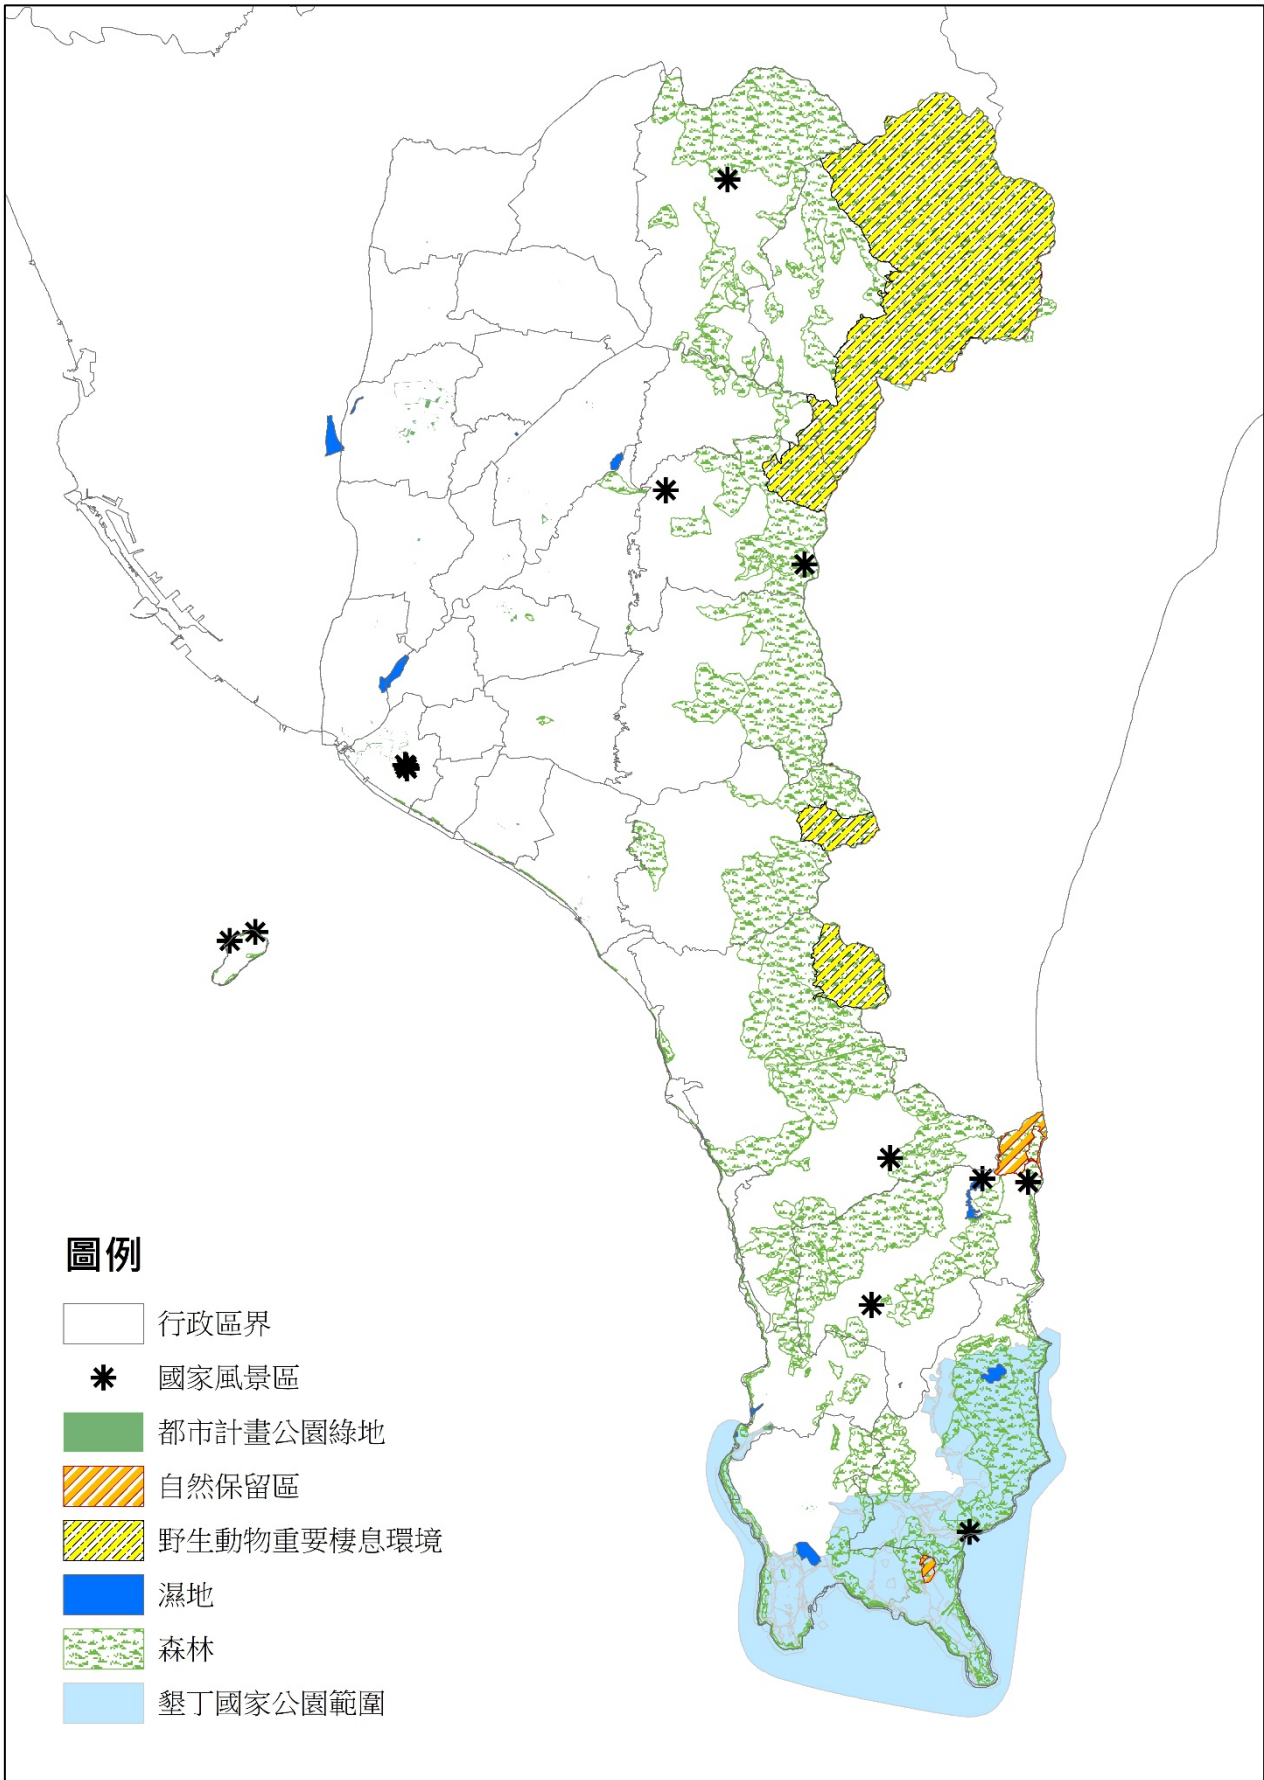 圖例
行政區界
國家風景區
都市計畫公園綠地
自然保留區
野生動物重要棲息環境
濕地
森林
墾丁國家公園範圍